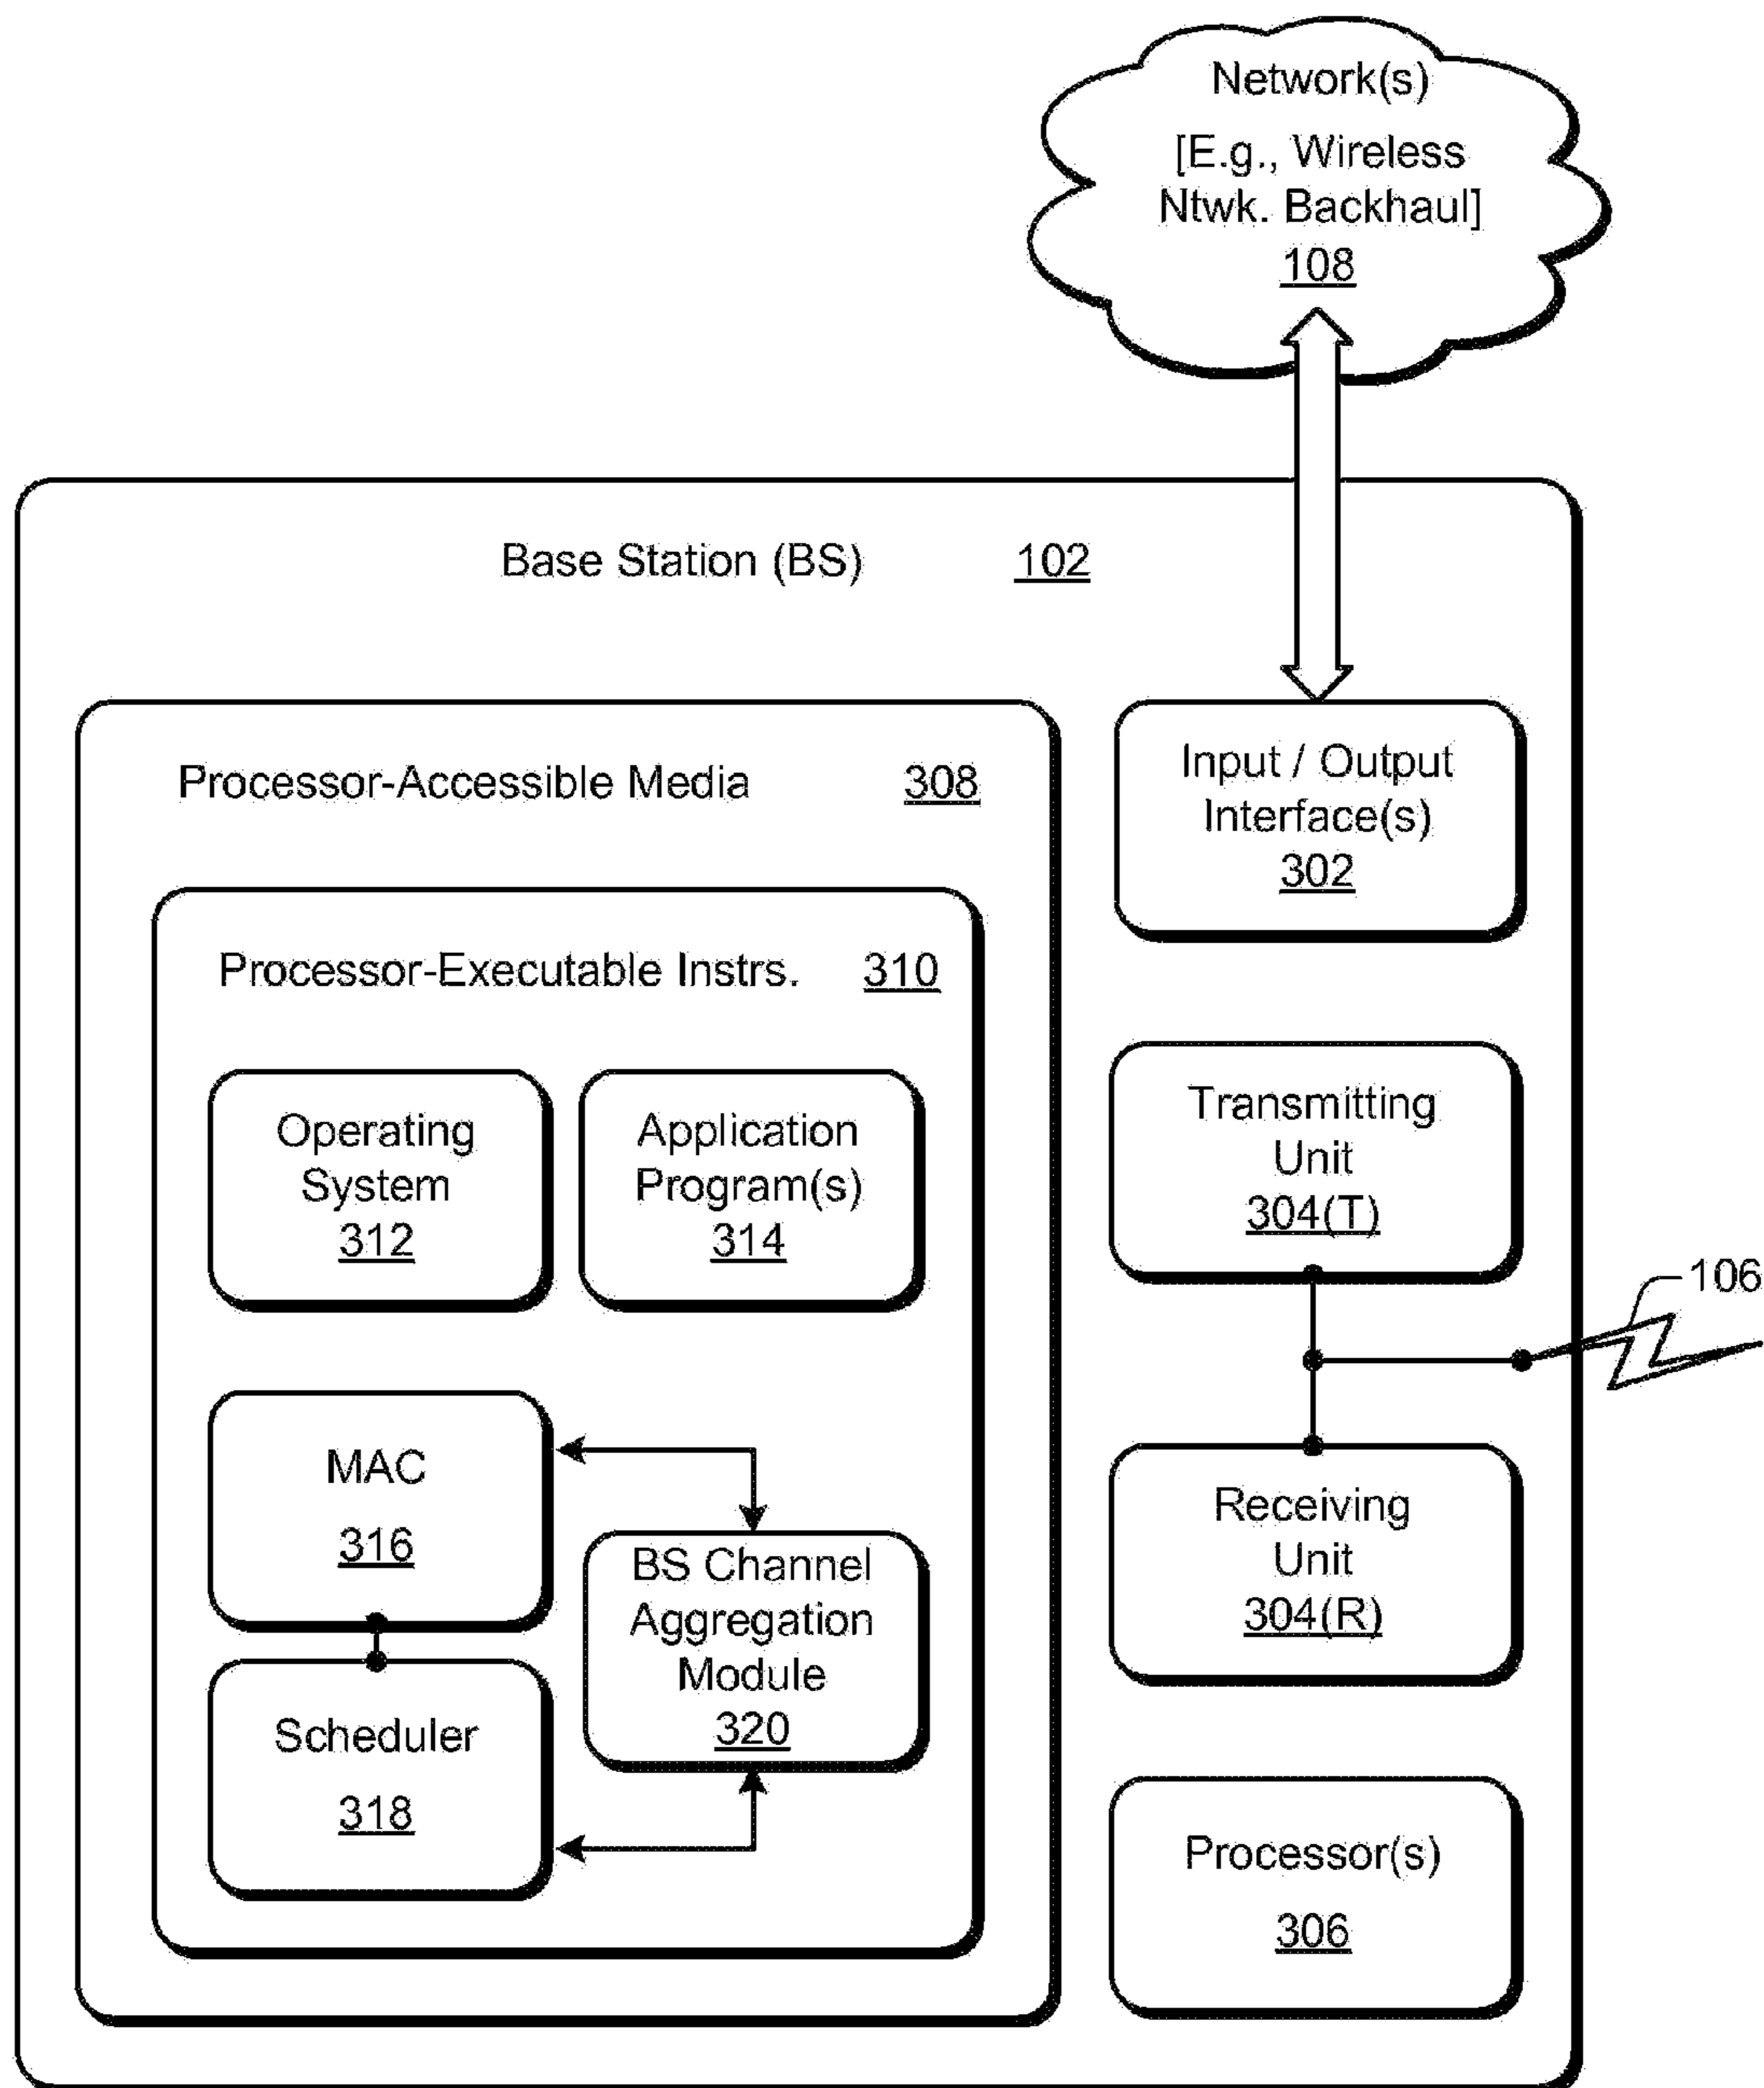 Network(s)
[E.g., Wireless
Ntwk. Backhaul]
108
Base Station (BS) 102
Processor-Accessible Media 308
Processor-Executable Instrs. 310
Operating
System
312
Application
Program(s)
314
MAC
316
Scheduler
318
BS Channel
Aggregation
Module
320
Input / Output
Interface(s)
302
Transmitting
Unit
304(T)
106
Receiving
Unit
304(R)
Processor(s)
306